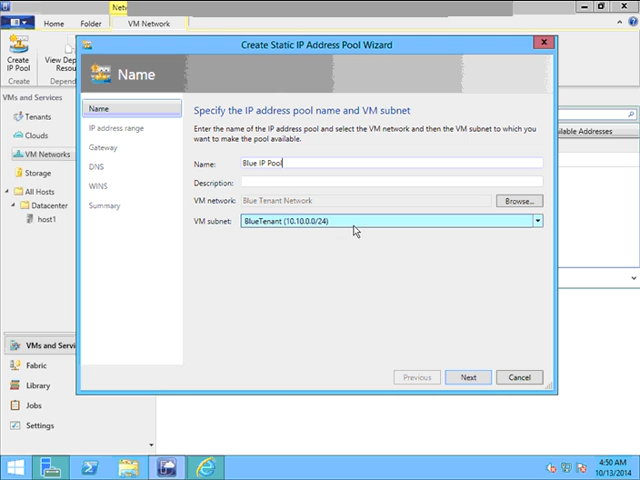 Netw
Home
Folder
VM Network
Create
IP Pool
View Dep
Resou
Create
Depend
Create Static IP Address Pool Wizard
Name
VMs and Services
Tenants
Clouds
VM Networks
Storage
All Hosts
Datacenter
host1
VMs and Servi
Fabric
Library
Jobs
Settings
Name
IP address range
Gateway
DNS
WINS
Summary
Specify the IP address pool name and VM subnet
Enter the name of the IP address pool and select the VM network and then the VM subnet to which you
want to make the pool available.
Name:
Blue IP Pool
Description:
VM network:
Blue Tenant Network
Browse...
VM subnet:
BlueTenant (10.10.0.0/24)
Previous
Next
Cancel
ailable Addresses
4:50 AM
10/13/2014